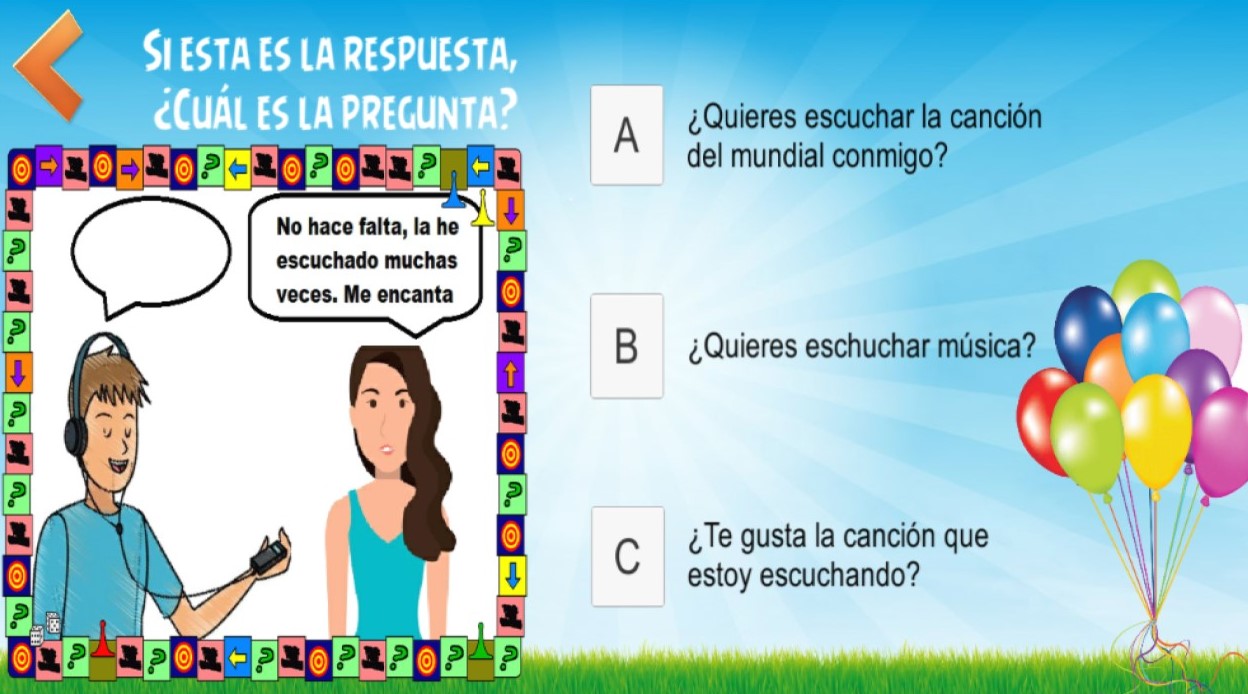 SI ESTA ES LA RESPUESTA,
¿CUÁL ES LA PREGUNTA?
No hace falta, la he
escuchado muchas
veces. Me encanta
A
¿Quieres escuchar la canción
del mundial conmigo?
B
¿Quieres eschuchar música?
C
¿Te gusta la canción que
estoy escuchando?